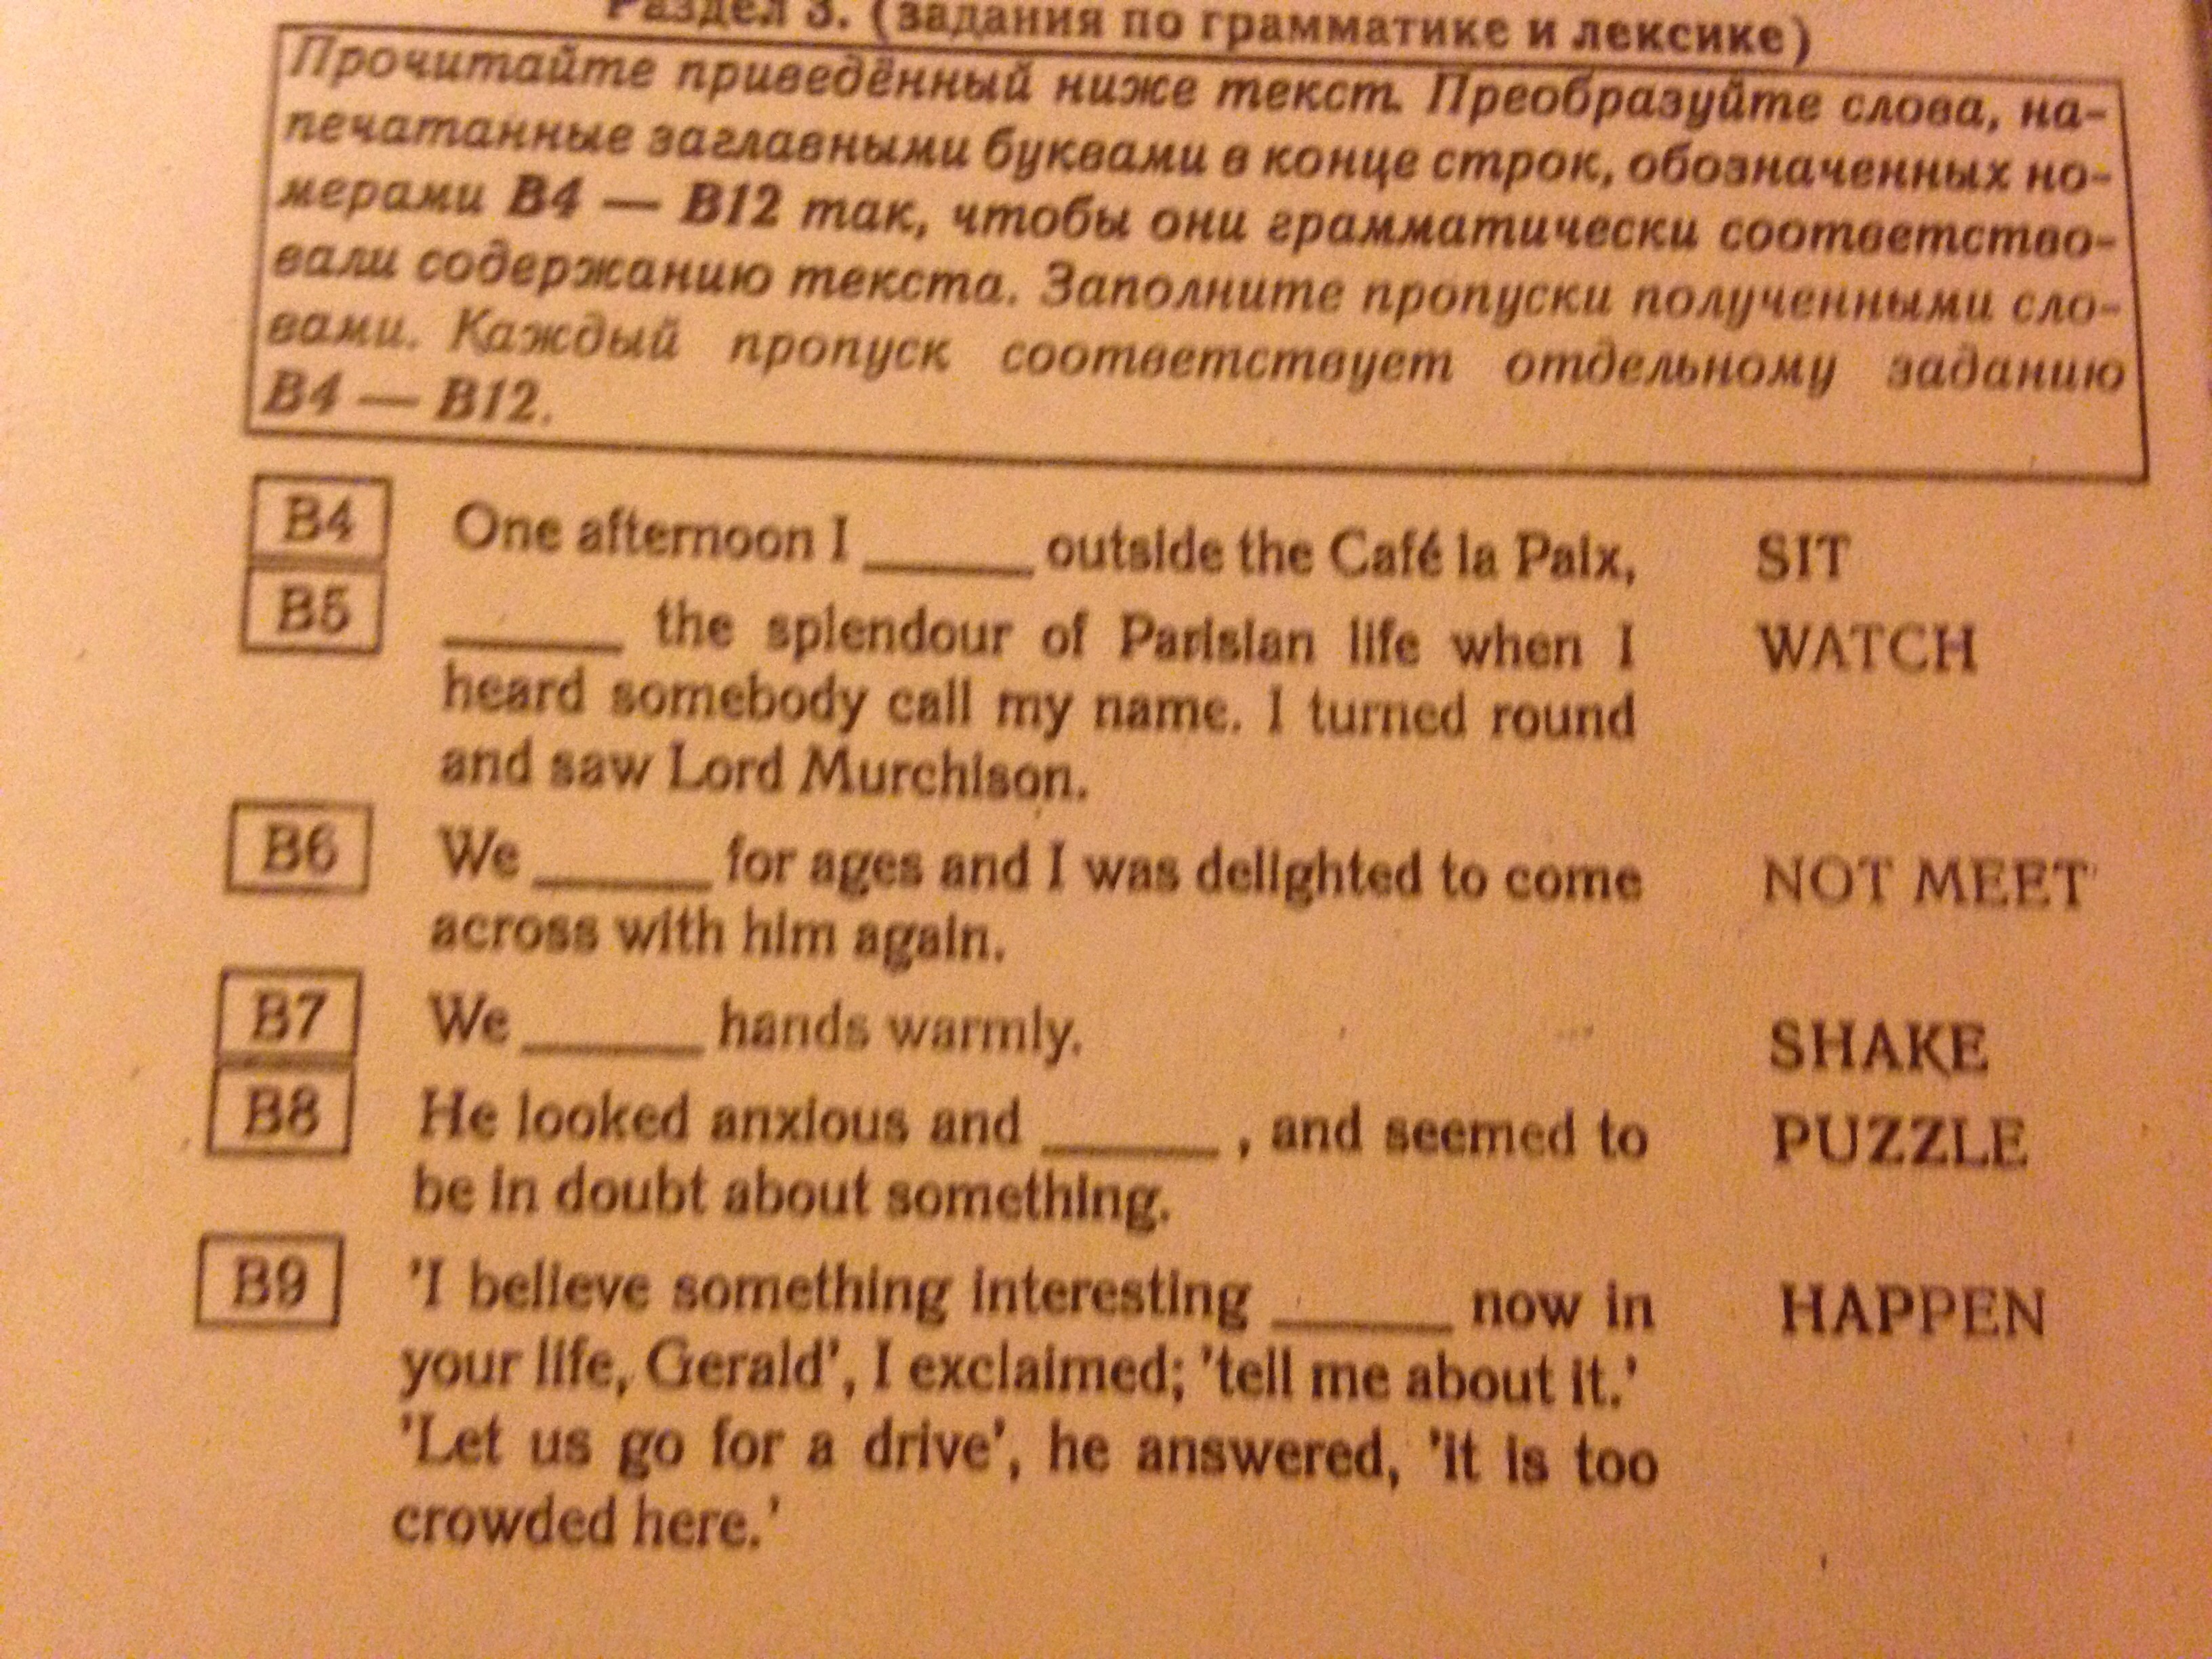 Раздел 3. (задания по грамматике и лексике)
Прочитайте приведённый ниже текст. Преобразуйте слова, на-
печатанные заглавными буквами в конце строк, обозначенных но-
мерами B4 — B12 так, чтобы они грамматически соответство-
вали содержанию текста. Заполните пропуски полученными сло-
вами. Каждый пропуск соответствует отдельному заданию
B4 — B12.
B4 One afternoon I _____ outside the Café la Paix, SIT
B5 _____ the splendour of Parisian life when I WATCH
heard somebody call my name. I turned round
and saw Lord Murchison.
B6 We _____ for ages and I was delighted to come NOT MEET
across with him again.
B7 We _____ hands warmly. SHAKE
B8 He looked anxious and _____ , and seemed to PUZZLE
be in doubt about something.
B9 'I believe something interesting _____ now in HAPPEN
your life, Gerald', I exclaimed; 'tell me about it.'
'Let us go for a drive', he answered, 'it is too
crowded here.'